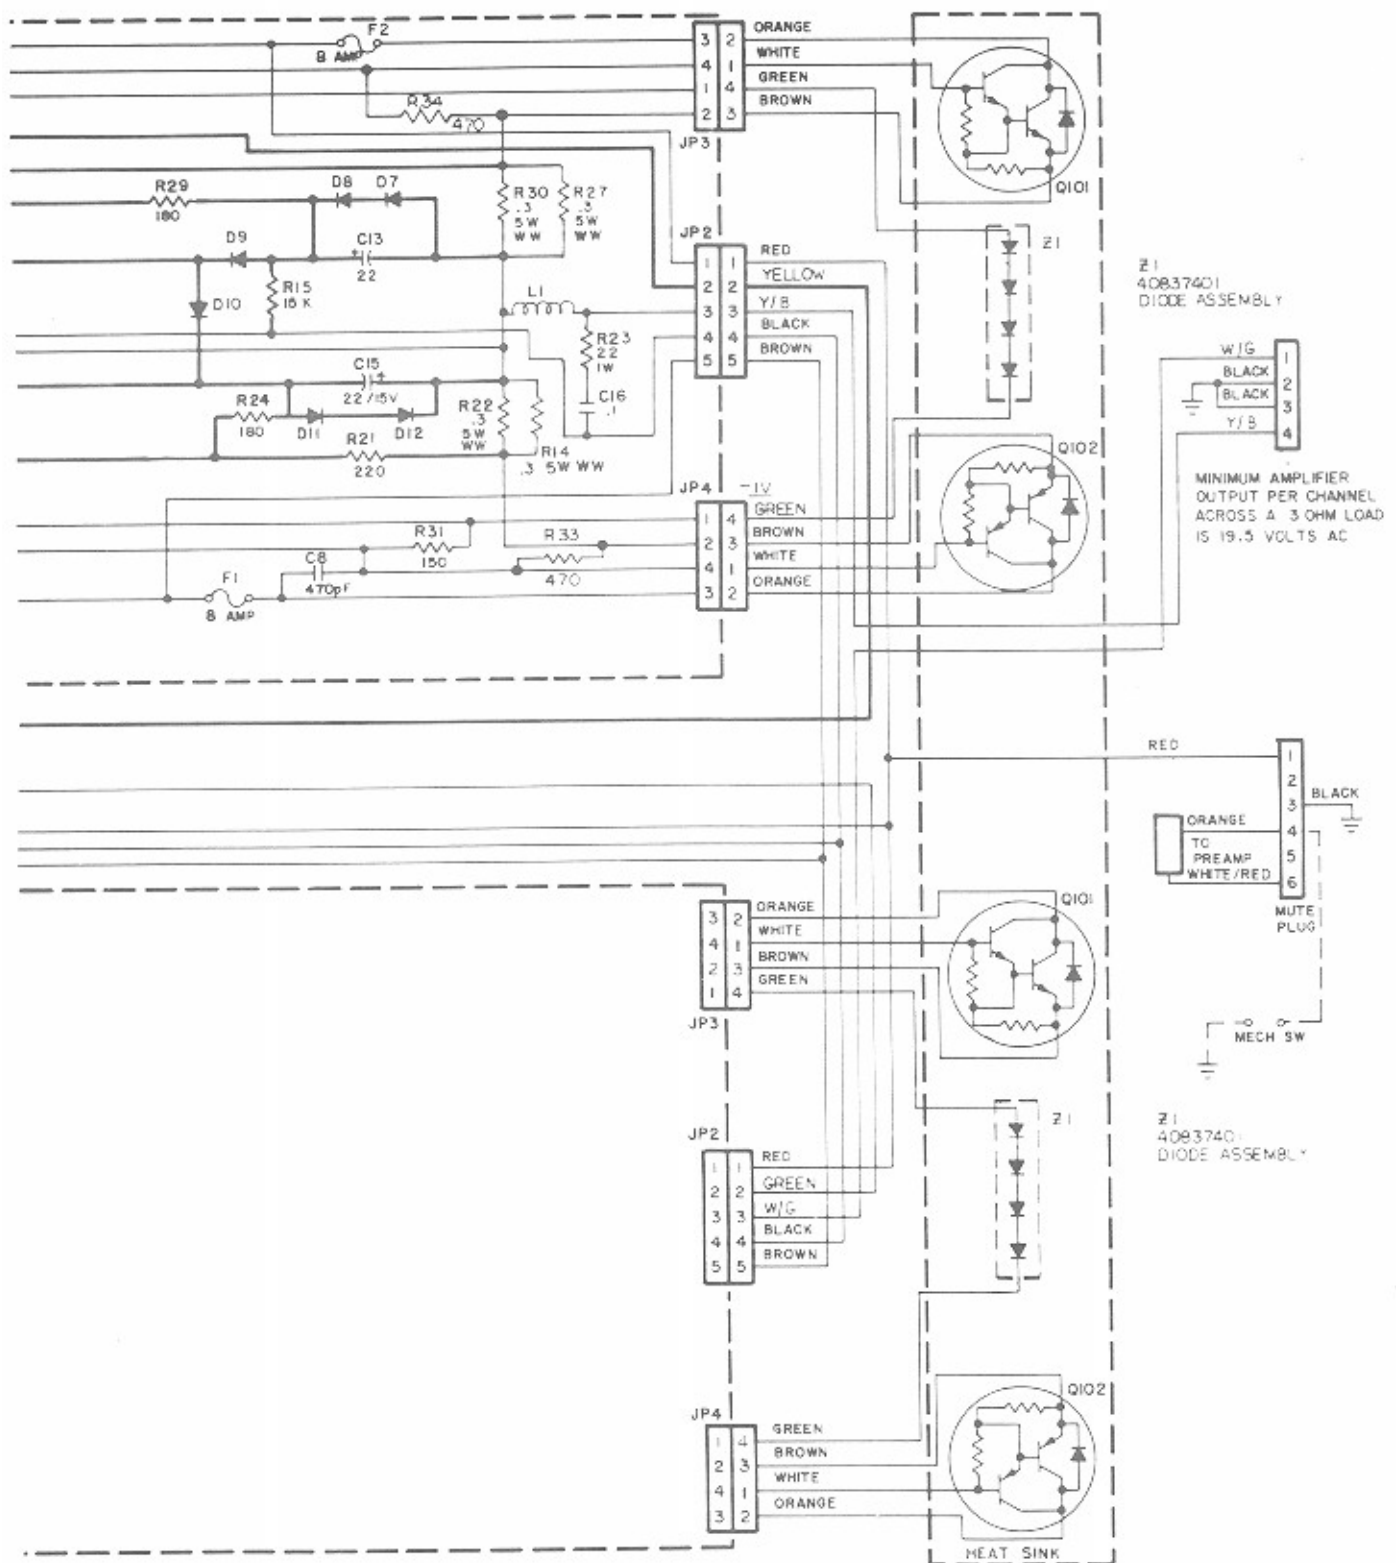 F2
8 AMP
R34
470
JP3
3 2
4 1
1 4
2 3
ORANGE
WHITE
GREEN
BROWN
Q101
R29
180
D8 D7
R30
.3
5W
WW
R27
.3
5W
WW
D9
C13
+
22
R15
15 K
D10
L1
R23
22
1W
C16
.1
JP2
1 1
2 2
3 3
4 4
5 5
RED
YELLOW
Y/B
BLACK
BROWN
Z1
Z1
40837401
DIODE ASSEMBLY
C15
+
22/15V
R24
180
D11
D12
R22
.3
5W
WW
R14
.3 5W WW
R21
220
W/G
BLACK
BLACK
Y/B
1
2
3
4
MINIMUM AMPLIFIER
OUTPUT PER CHANNEL
ACROSS A 3 OHM LOAD
IS 19.5 VOLTS AC
Q102
JP4
-1V
1 4
2 3
4 1
3 2
GREEN
BROWN
WHITE
ORANGE
R31
150
R33
470
C8
470pF
F1
8 AMP
RED
1
2
3
4
5
6
BLACK
ORANGE
TO
PREAMP
WHITE/RED
MUTE
PLUG
MECH SW
3 2
4 1
2 3
1 4
JP3
ORANGE
WHITE
BROWN
GREEN
Q101
Z1
Z1
4083740
DIODE ASSEMBLY
JP2
1 1
2 2
3 3
4 4
5 5
RED
GREEN
W/G
BLACK
BROWN
JP4
1 4
2 3
4 1
3 2
GREEN
BROWN
WHITE
ORANGE
Q102
HEAT SINK